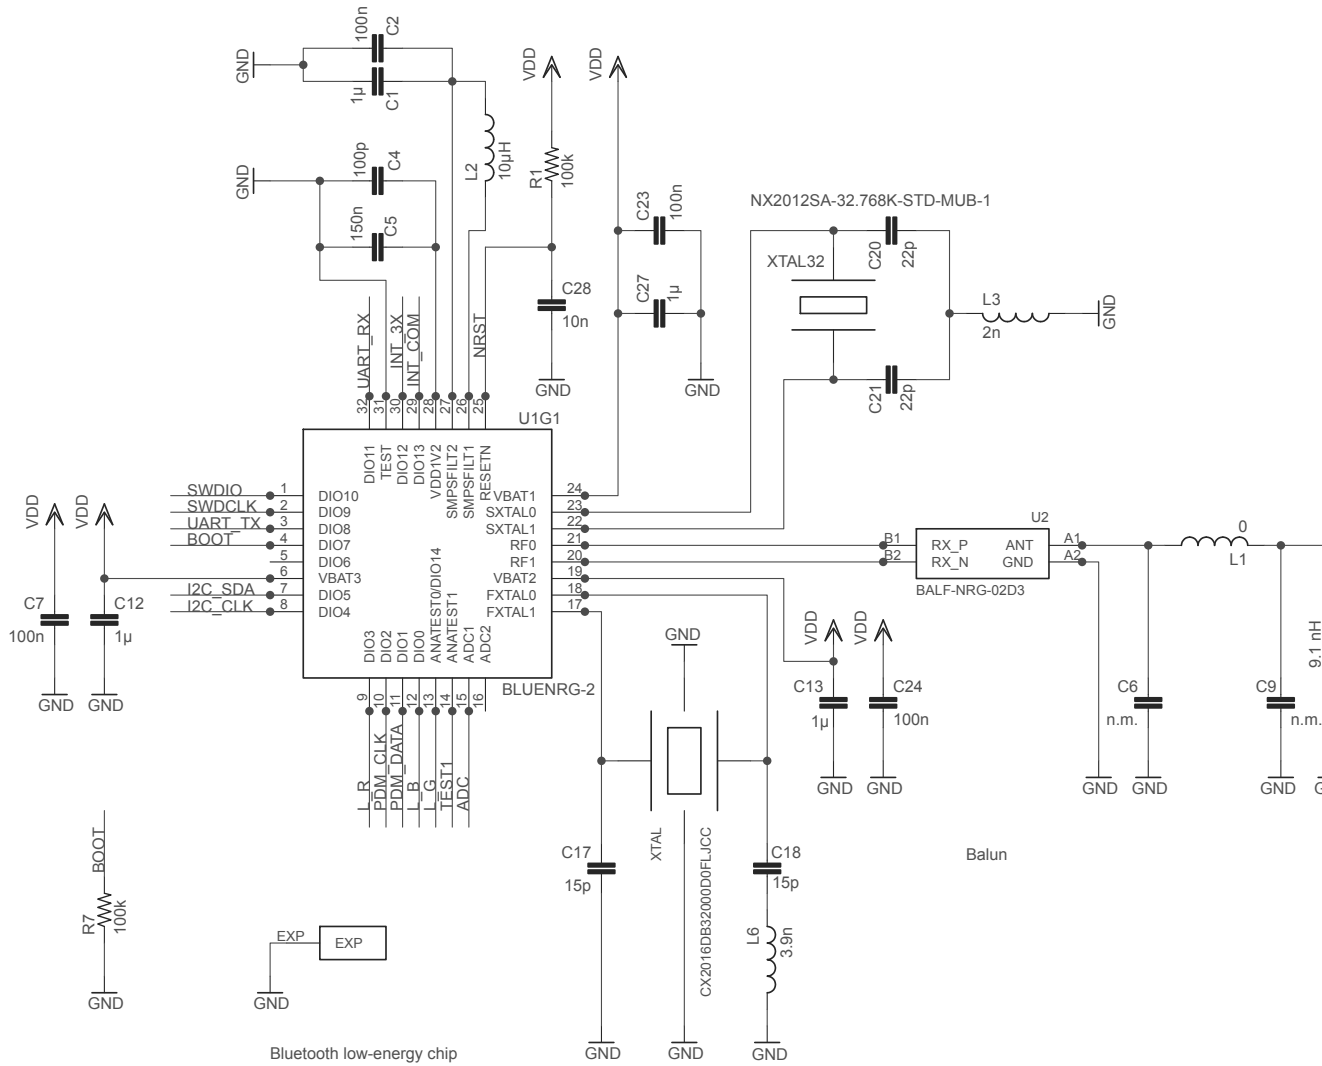 100n
C2
GND
1µ
C1
VDD
VDD
L2
10µH
100p
C4
GND
150n
C5
R1
100k
C23
100n
C27
1µ
GND
C28
10n
GND
NX2012SA-32.768K-STD-MUB-1
XTAL32
C20
22p
C21
22p
L3
2n
GND
UART_RX
INT_3X
INT_COM
NRST
32
31
30
29
28
27
26
25
U1G1
DIO11
TEST
DIO12
DIO13
VDD1V2
SMPSFILT2
SMPSFILT1
RESETN
SWDIO 1 DIO10
SWDCLK 2 DIO9
UART_TX 3 DIO8
BOOT 4 DIO7
5 DIO6
6 VBAT3
I2C_SDA 7 DIO5
I2C_CLK 8 DIO4
VBAT1 24
SXTAL0 23
SXTAL1 22
RF0 21
RF1 20
VBAT2 19
FXTAL0 18
FXTAL1 17
DIO3
DIO2
DIO1
DIO0
ANATEST0/DIO14
ANATEST1
ADC1
ADC2
BLUENRG-2
9
10
11
12
13
14
15
16
L_R
PDM_CLK
PDM_DATA
L_B
L_G
TEST1
ADC
VDD
VDD
C7
100n
C12
1µ
GND
GND
U2
B1 RX_P ANT A1
B2 RX_N GND A2
BALF-NRG-02D3
0
L1
9.1 nH
VDD
VDD
C13
1µ
C24
100n
GND
GND
GND
C6
n.m.
GND
C9
n.m.
GND
GND
C17
15p
XTAL
CX2016DB32000D0FLJCC
C18
15p
L6
3.9n
GND
GND
GND
Balun
BOOT
R7
100k
GND
EXP
EXP
GND
Bluetooth low-energy chip